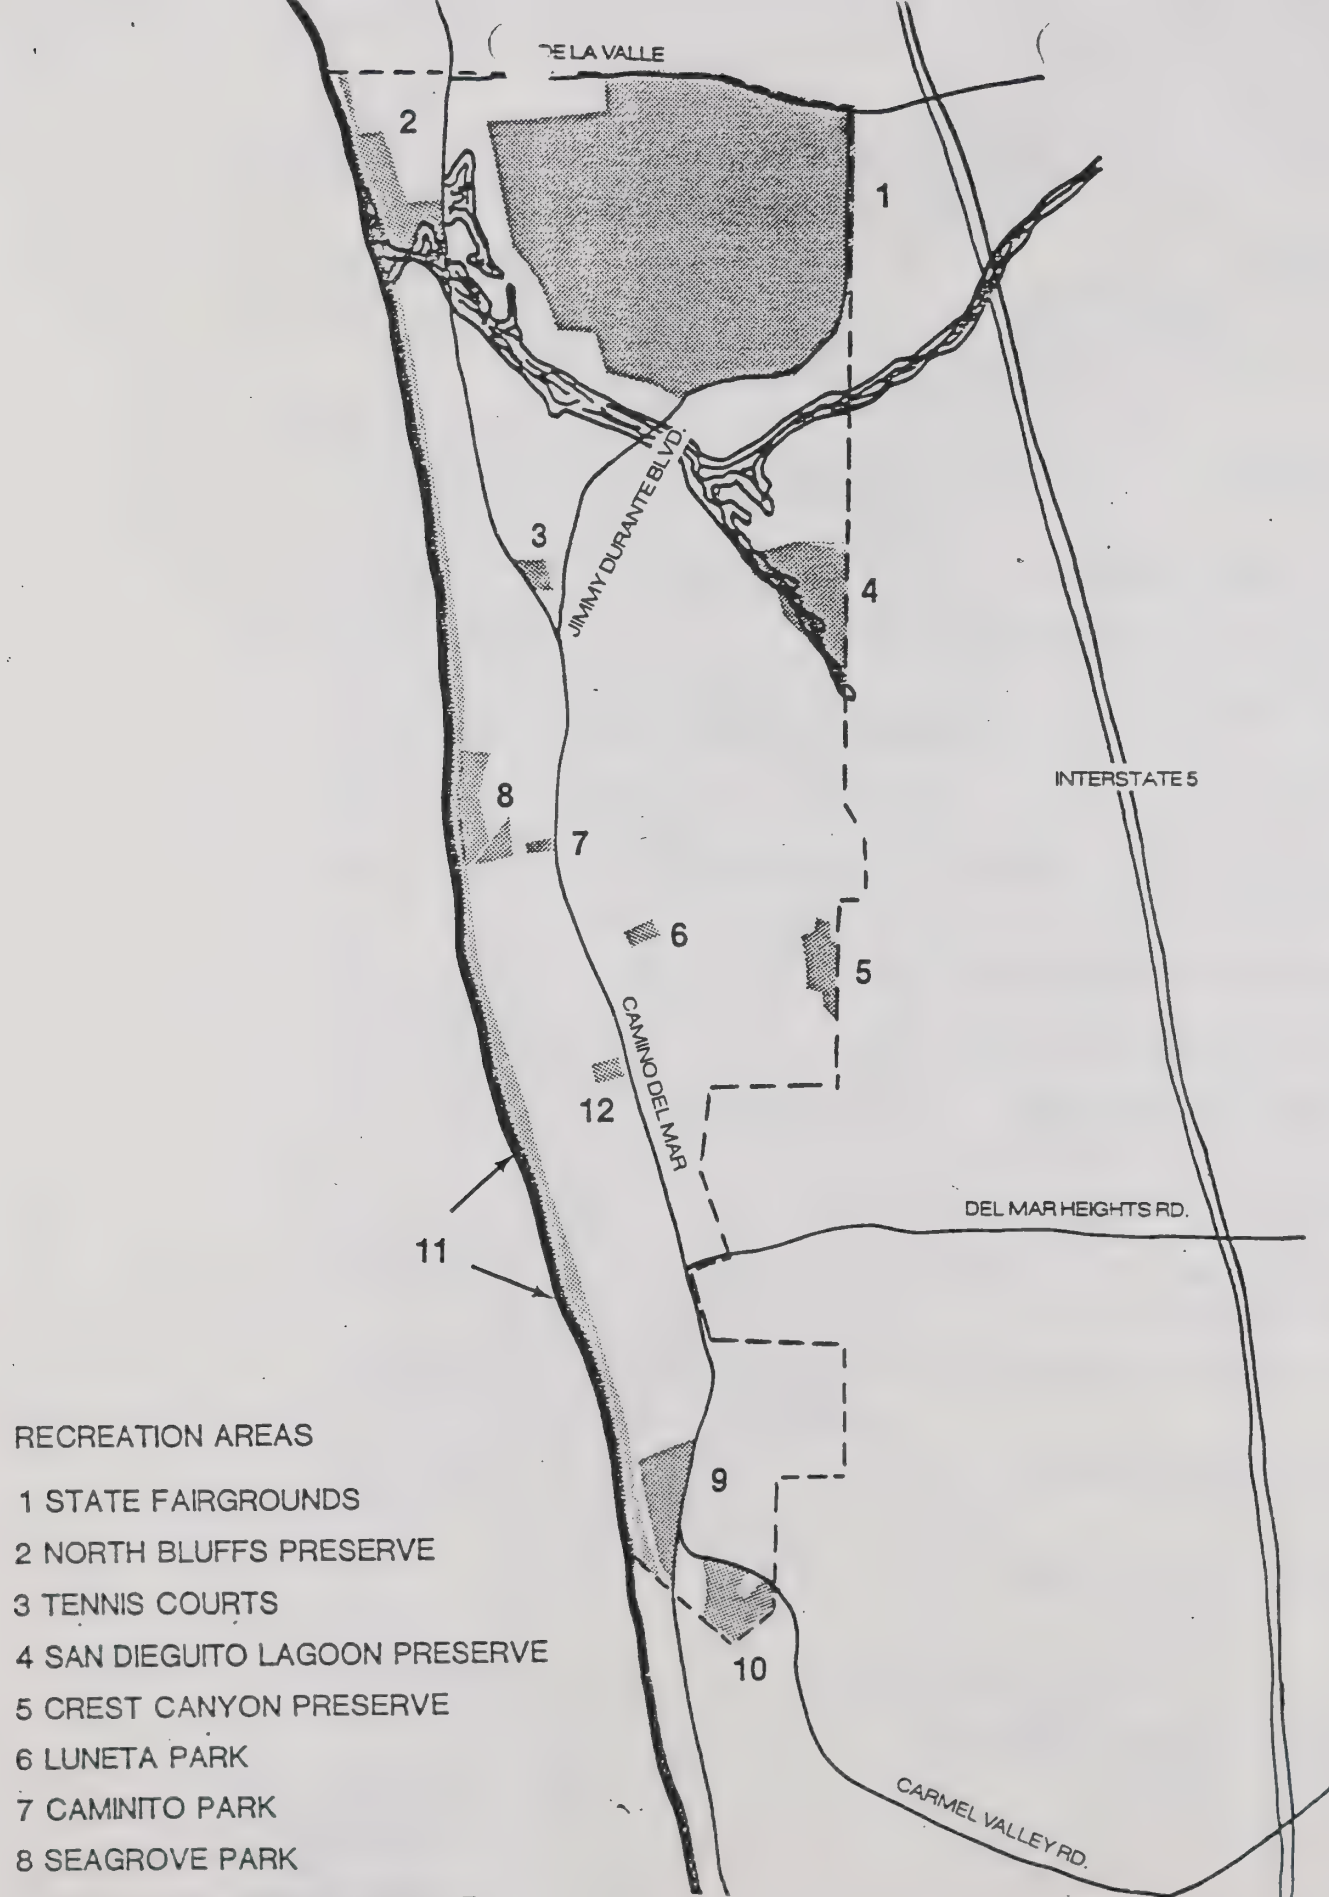 DE LA VALLE
2
1
JIMMY DURANTE BLVD.
3
4
INTERSTATE 5
8
7
6
5
CAMINO DEL MAR
12
DEL MAR HEIGHTS RD.
11
9
10
CARMEL VALLEY RD.
RECREATION AREAS
1 STATE FAIRGROUNDS
2 NORTH BLUFFS PRESERVE
3 TENNIS COURTS
4 SAN DIEGUITO LAGOON PRESERVE
5 CREST CANYON PRESERVE
6 LUNETA PARK
7 CAMINITO PARK
8 SEAGROVE PARK